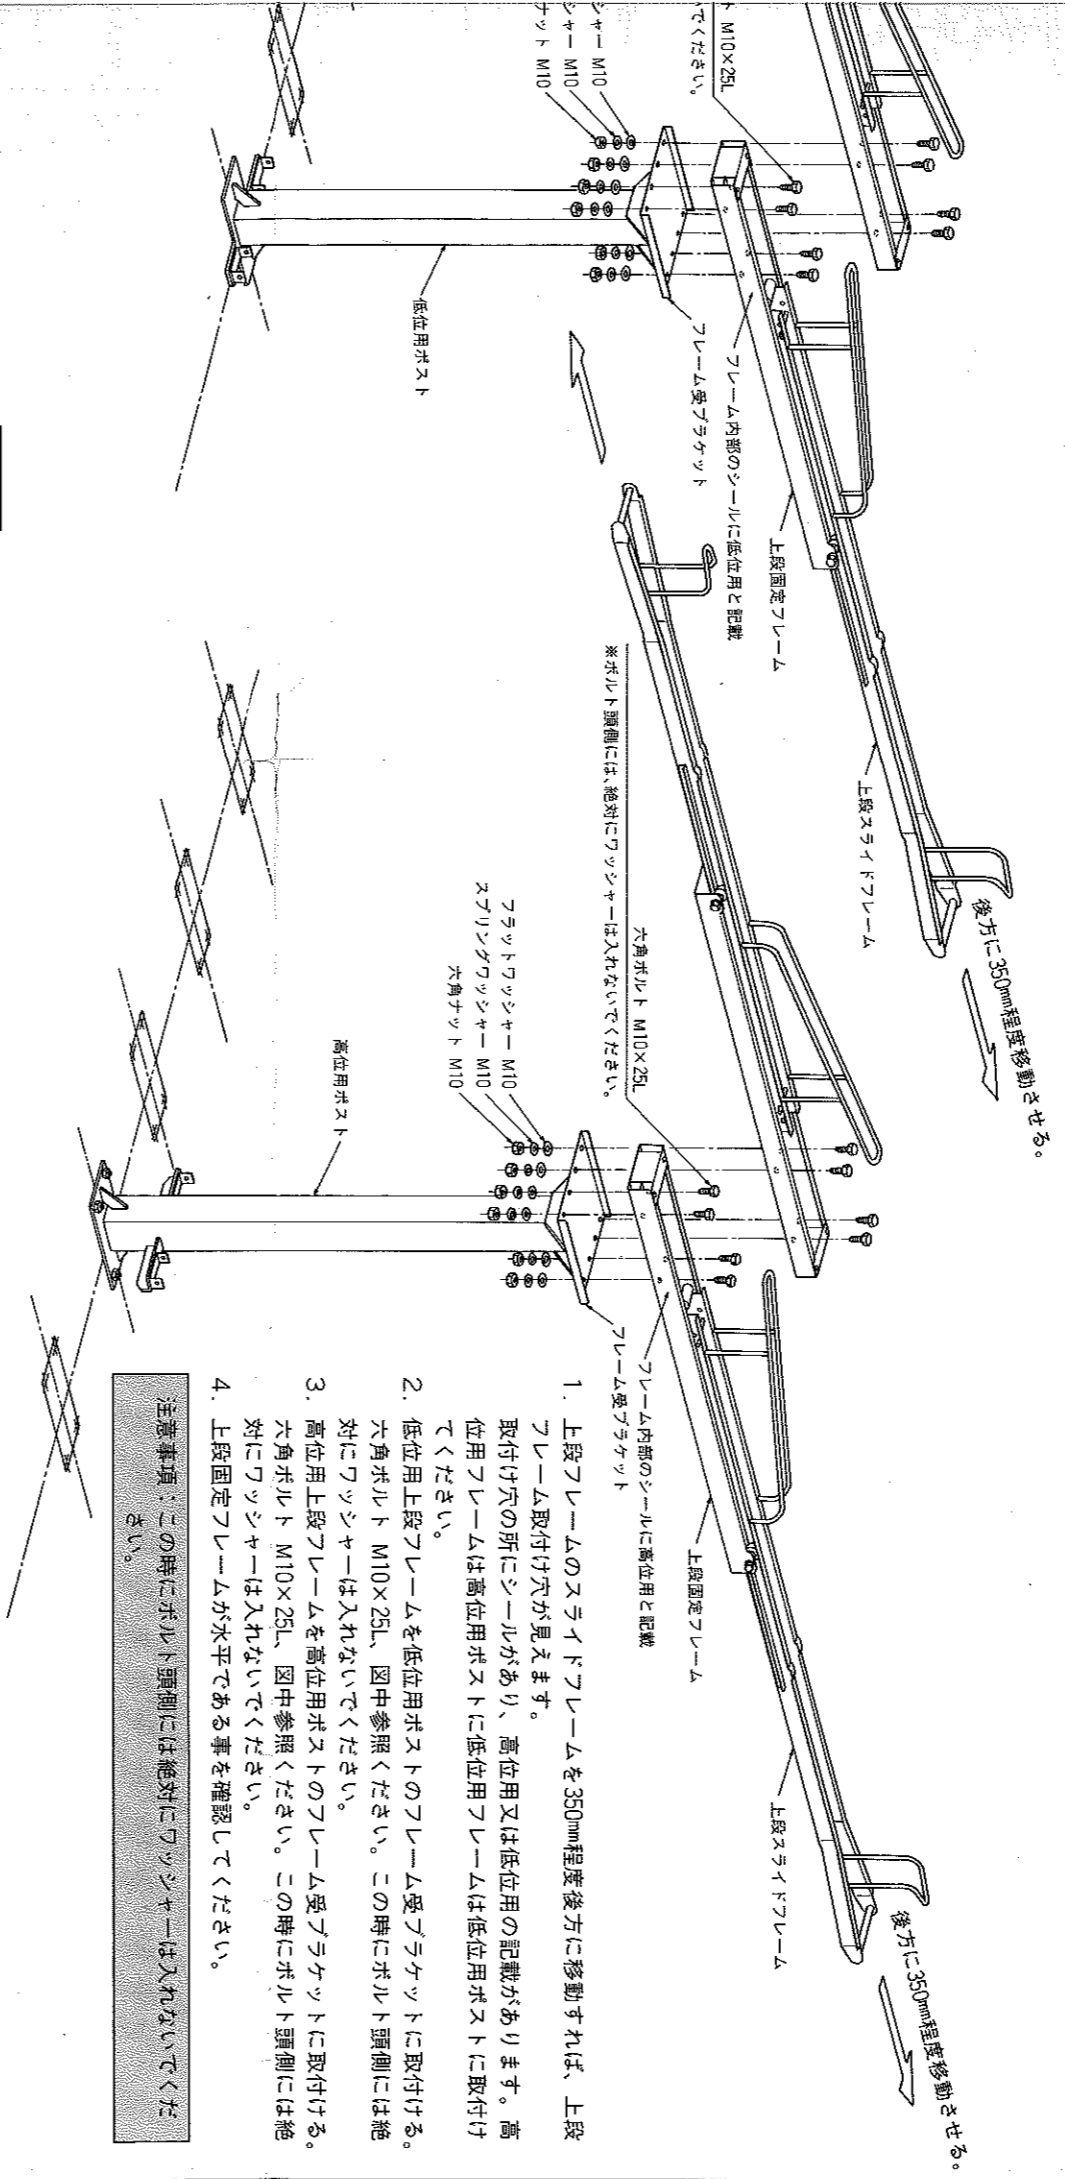 ト M10×25L
いでください。
シャー M10
シャー M10
ナット M10
低位用ポスト
フレーム受ブラケット
フレーム内部のシールに低位用と記載
上段固定フレーム
上段スライドフレーム
後方に350mm程度移動させる。
六角ボルト M10×25L
※ボルト頭側には、絶対にワッシャーは入れないでください。
フラットワッシャー M10
スプリングワッシャー M10
六角ナット M10
高位用ポスト
フレーム受ブラケット
フレーム内部のシールに高位用と記載
上段固定フレーム
上段スライドフレーム
後方に350mm程度移動させる。
1. 上段フレームのスライドフレームを350mm程度後方に移動すれば、上段
フレーム取付け穴が見えます。
取付け穴の所にシールがあり、高位用又は低位用の記載があります。高
位用フレームは高位用ポストに低位用フレームは低位用ポストに取付け
てください。
2. 低位用上段フレームを低位用ポストのフレーム受ブラケットに取付ける。
六角ボルト M10×25L、図中参照ください。この時にボルト頭側には絶
対にワッシャーは入れないでください。
3. 高位用上段フレームを高位用ポストのフレーム受ブラケットに取付ける。
六角ボルト M10×25L、図中参照ください。この時にボルト頭側には絶
対にワッシャーは入れないでください。
4. 上段固定フレームが水平である事を確認してください。
注意事項：この時にボルト頭側には絶対にワッシャーは入れないでくだ
さい。